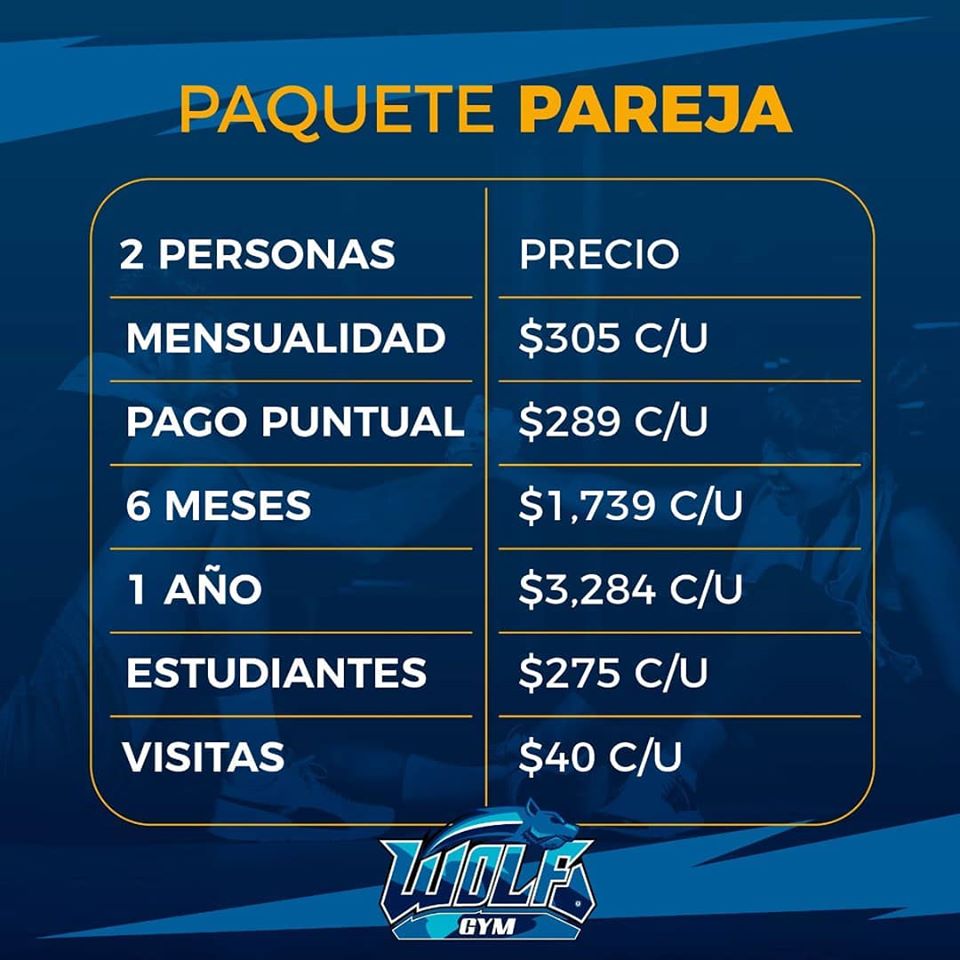 PAQUETE PAREJA
2 PERSONAS PRECIO
MENSUALIDAD $305 C/U
PAGO PUNTUAL $289 C/U
6 MESES $1,739 C/U
1 AÑO $3,284 C/U
ESTUDIANTES $275 C/U
VISITAS $40 C/U
WOLF
GYM